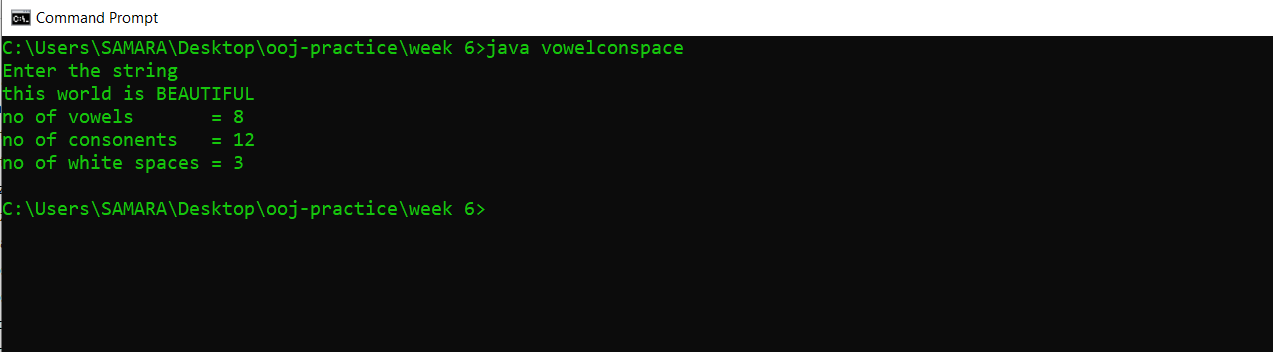 Command Prompt
C:\Users\SAMARA\Desktop\ooj-practice\week 6>java vowelconspace
Enter the string
this world is BEAUTIFUL
no of vowels       = 8
no of consonents   = 12
no of white spaces = 3
C:\Users\SAMARA\Desktop\ooj-practice\week 6>